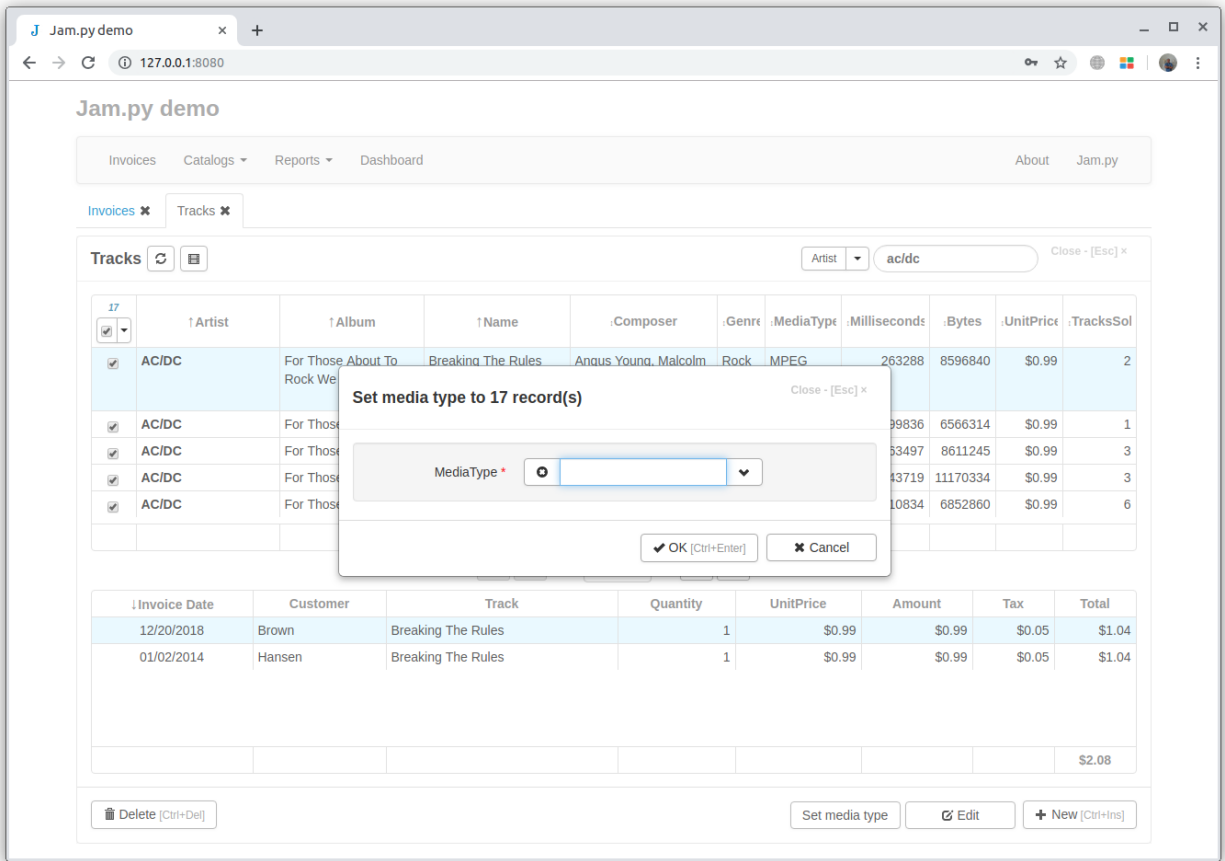 Jam.py demo
127.0.0.1:8080
Jam.py demo
Invoices Catalogs Reports Dashboard About Jam.py
Invoices Tracks
Tracks Artist ac/dc Close - [Esc] ×
17
↑Artist ↑Album ↑Name Composer Genre MediaType Milliseconds Bytes UnitPrice TracksSol
AC/DC For Those About To Breaking The Rules Angus Young, Malcolm Rock MPEG 263288 8596840 $0.99 2
Rock We
AC/DC For Those 99836 6566314 $0.99 1
AC/DC For Those 63497 8611245 $0.99 3
AC/DC For Those 43719 11170334 $0.99 3
AC/DC For Those 10834 6852860 $0.99 6
Set media type to 17 record(s) Close - [Esc] ×
MediaType *
OK [Ctrl+Enter] Cancel
↓Invoice Date Customer Track Quantity UnitPrice Amount Tax Total
12/20/2018 Brown Breaking The Rules 1 $0.99 $0.99 $0.05 $1.04
01/02/2014 Hansen Breaking The Rules 1 $0.99 $0.99 $0.05 $1.04
$2.08
Delete [Ctrl+Del] Set media type Edit New [Ctrl+Ins]